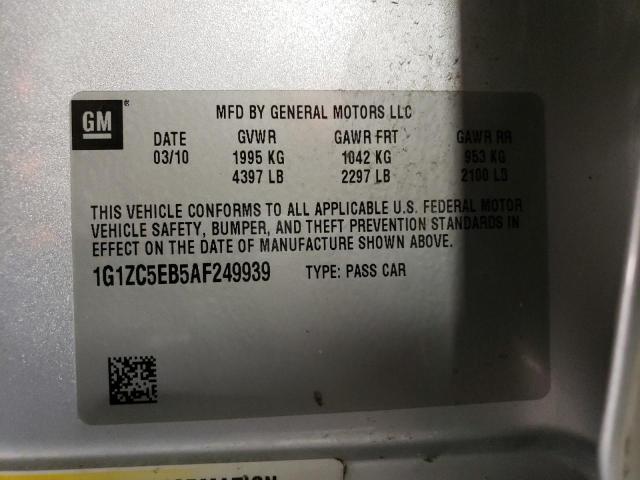 GM ®
MFD BY GENERAL MOTORS LLC
DATE GVWR GAWR FRT GAWR RR
03/10 1995 KG 1042 KG 953 KG
4397 LB 2297 LB 2100 LB
THIS VEHICLE CONFORMS TO ALL APPLICABLE U.S. FEDERAL MOTOR
VEHICLE SAFETY, BUMPER, AND THEFT PREVENTION STANDARDS IN
EFFECT ON THE DATE OF MANUFACTURE SHOWN ABOVE.
1G1ZC5EB5AF249939 TYPE: PASS CAR